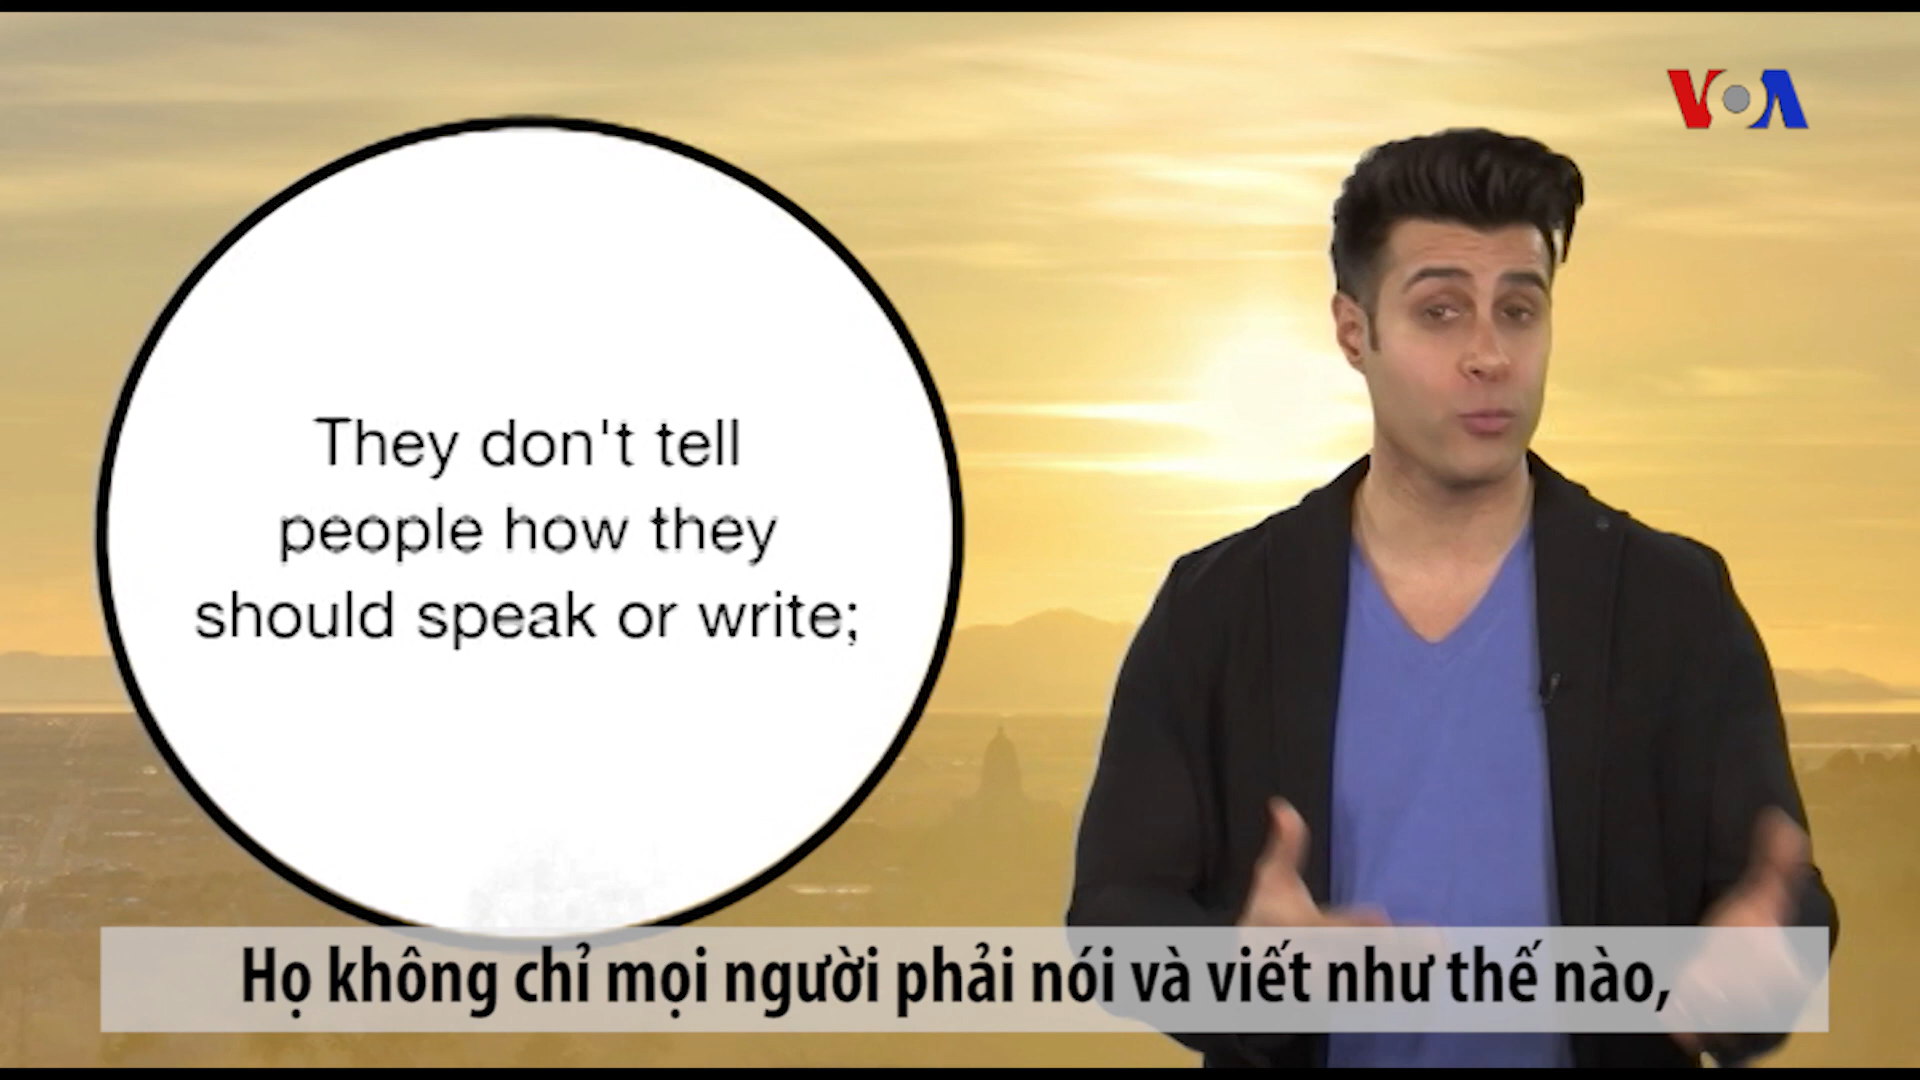 VOA
They don't tell
people how they
should speak or write;
Họ không chỉ mọi người phải nói và viết như thế nào,